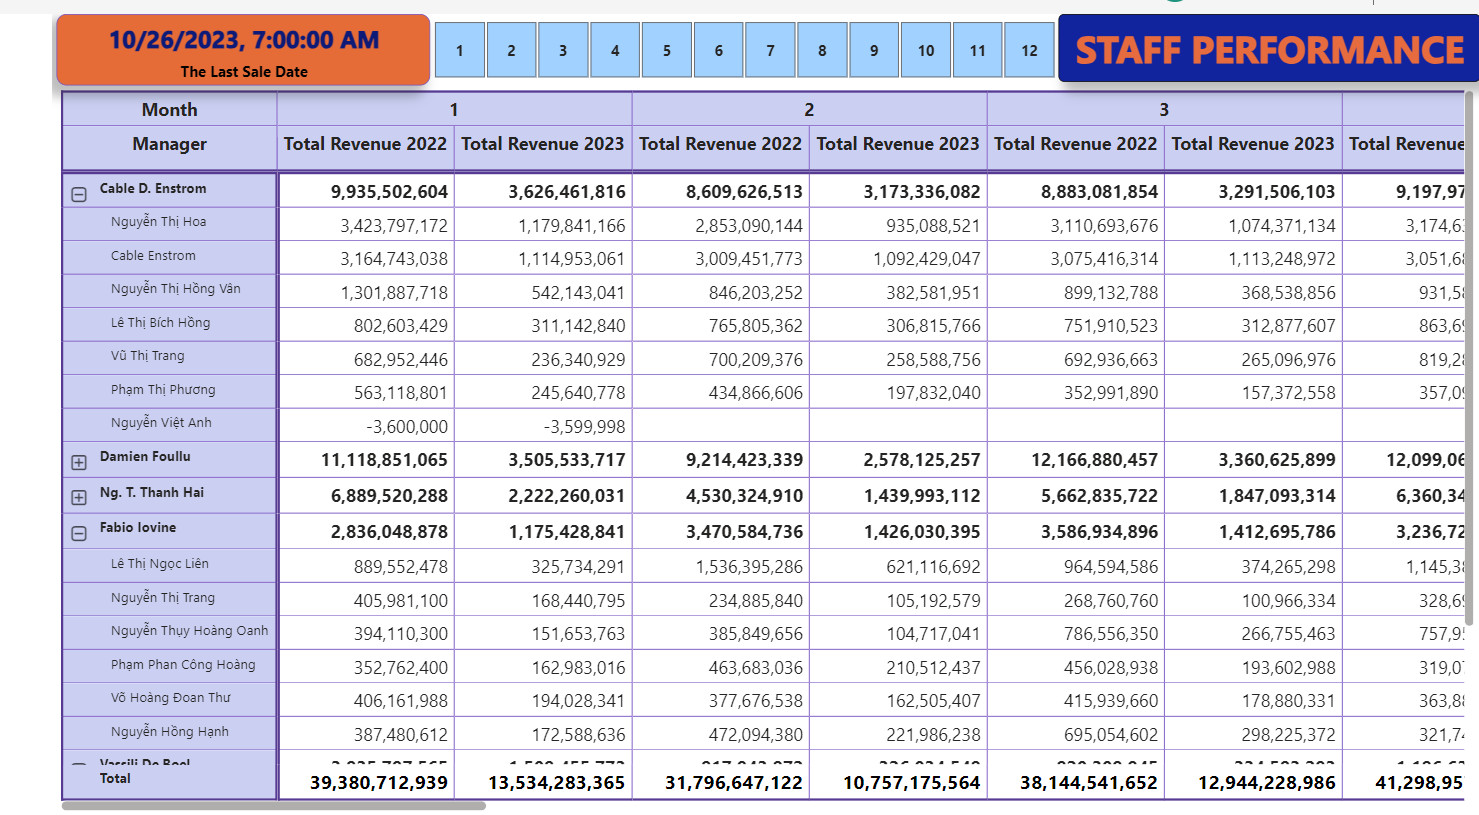 10/26/2023, 7:00:00 AM
The Last Sale Date
1 2 3 4 5 6 7 8 9 10 11 12
STAFF PERFORMANCE
Month 1 2 3
Manager Total Revenue 2022 Total Revenue 2023 Total Revenue 2022 Total Revenue 2023 Total Revenue 2022 Total Revenue 2023 Total Revenue
Cable D. Enstrom 9,935,502,604 3,626,461,816 8,609,626,513 3,173,336,082 8,883,081,854 3,291,506,103 9,197,97
Nguyễn Thị Hoa 3,423,797,172 1,179,841,166 2,853,090,144 935,088,521 3,110,693,676 1,074,371,134 3,174,6
Cable Enstrom 3,164,743,038 1,114,953,061 3,009,451,773 1,092,429,047 3,075,416,314 1,113,248,972 3,051,6
Nguyễn Thị Hồng Vân 1,301,887,718 542,143,041 846,203,252 382,581,951 899,132,788 368,538,856 931,5
Lê Thị Bích Hồng 802,603,429 311,142,840 765,805,362 306,815,766 751,910,523 312,877,607 863,6
Vũ Thị Trang 682,952,446 236,340,929 700,209,376 258,588,756 692,936,663 265,096,976 819,2
Phạm Thị Phương 563,118,801 245,640,778 434,866,606 197,832,040 352,991,890 157,372,558 357,0
Nguyễn Việt Anh -3,600,000 -3,599,998
Damien Foullu 11,118,851,065 3,505,533,717 9,214,423,339 2,578,125,257 12,166,880,457 3,360,625,899 12,099,06
Ng. T. Thanh Hai 6,889,520,288 2,222,260,031 4,530,324,910 1,439,993,112 5,662,835,722 1,847,093,314 6,360,34
Fabio Iovine 2,836,048,878 1,175,428,841 3,470,584,736 1,426,030,395 3,586,934,896 1,412,695,786 3,236,72
Lê Thị Ngọc Liên 889,552,478 325,734,291 1,536,395,286 621,116,692 964,594,586 374,265,298 1,145,3
Nguyễn Thị Trang 405,981,100 168,440,795 234,885,840 105,192,579 268,760,760 100,966,334 328,6
Nguyễn Thụy Hoàng Oanh 394,110,300 151,653,763 385,849,656 104,717,041 786,556,350 266,755,463 757,9
Phạm Phan Công Hoàng 352,762,400 162,983,016 463,683,036 210,512,437 456,028,938 193,602,988 319,0
Võ Hoàng Đoan Thư 406,161,988 194,028,341 377,676,538 162,505,407 415,939,660 178,880,331 363,8
Nguyễn Hồng Hạnh 387,480,612 172,588,636 472,094,380 221,986,238 695,054,602 298,225,372 321,7
Total 39,380,712,939 13,534,283,365 31,796,647,122 10,757,175,564 38,144,541,652 12,944,228,986 41,298,95